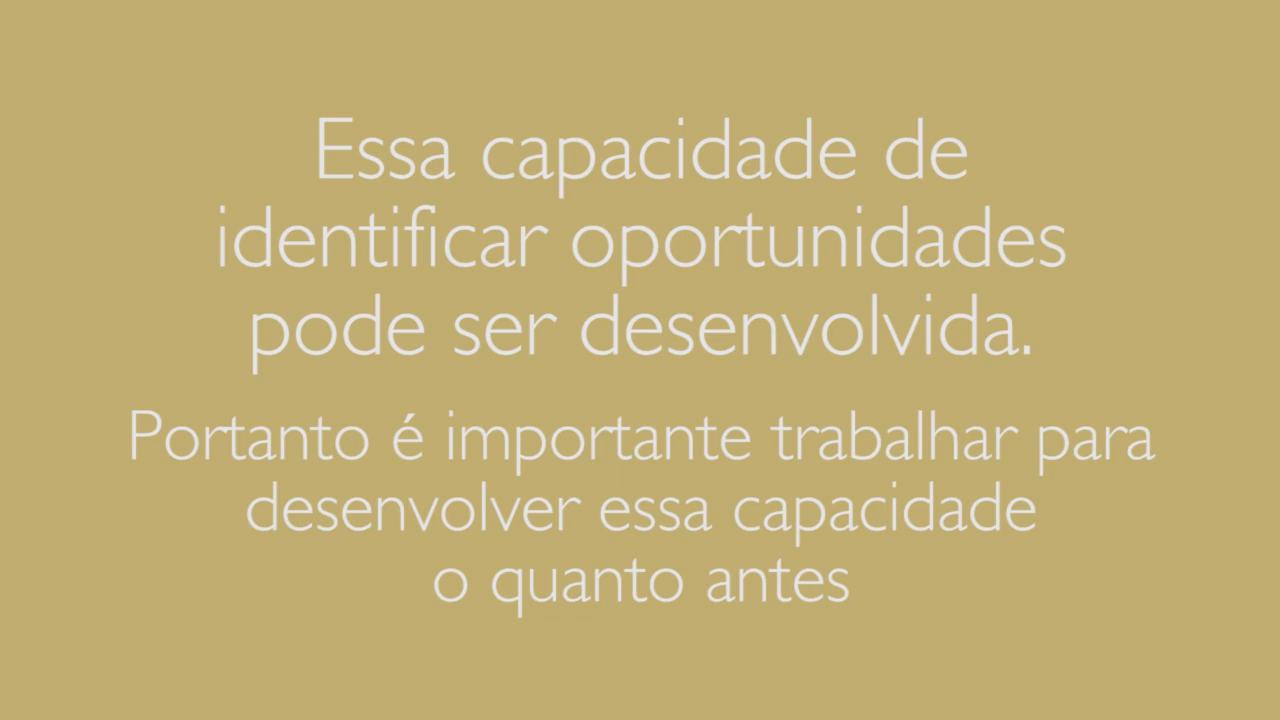 Essa capacidade de
identificar oportunidades
pode ser desenvolvida.
Portanto é importante trabalhar para
desenvolver essa capacidade
o quanto antes